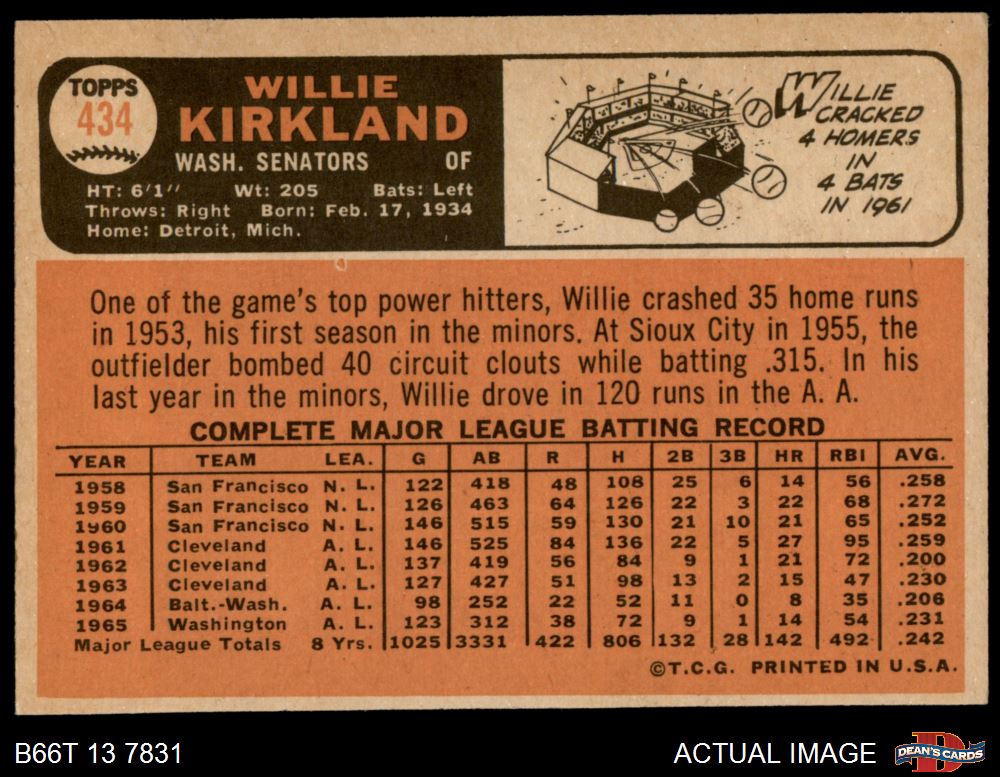 TOPPS
434
WILLIE
KIRKLAND
WASH. SENATORS OF
HT: 6'1" Wt: 205 Bats: Left
Throws: Right Born: Feb. 17, 1934
Home: Detroit, Mich.
WILLIE
CRACKED
4 HOMERS
IN
4 BATS
IN 1961
One of the game's top power hitters, Willie crashed 35 home runs
in 1953, his first season in the minors. At Sioux City in 1955, the
outfielder bombed 40 circuit clouts while batting .315. In his
last year in the minors, Willie drove in 120 runs in the A. A.
COMPLETE MAJOR LEAGUE BATTING RECORD
YEAR TEAM LEA. G AB R H 2B 3B HR RBI AVG.
1958 San Francisco N. L. 122 418 48 108 25 6 14 56 .258
1959 San Francisco N. L. 126 463 64 126 22 3 22 68 .272
1960 San Francisco N. L. 146 515 59 130 21 10 21 65 .252
1961 Cleveland A. L. 146 525 84 136 22 5 27 95 .259
1962 Cleveland A. L. 137 419 56 84 9 1 21 72 .200
1963 Cleveland A. L. 127 427 51 98 13 2 15 47 .230
1964 Balt.-Wash. A. L. 98 252 22 52 11 0 8 35 .206
1965 Washington A. L. 123 312 38 72 9 1 14 54 .231
Major League Totals 8 Yrs. 1025 3331 422 806 132 28 142 492 .242
©T.C.G. PRINTED IN U.S.A.
B66T 13 7831 ACTUAL IMAGE
DEAN'S CARDS